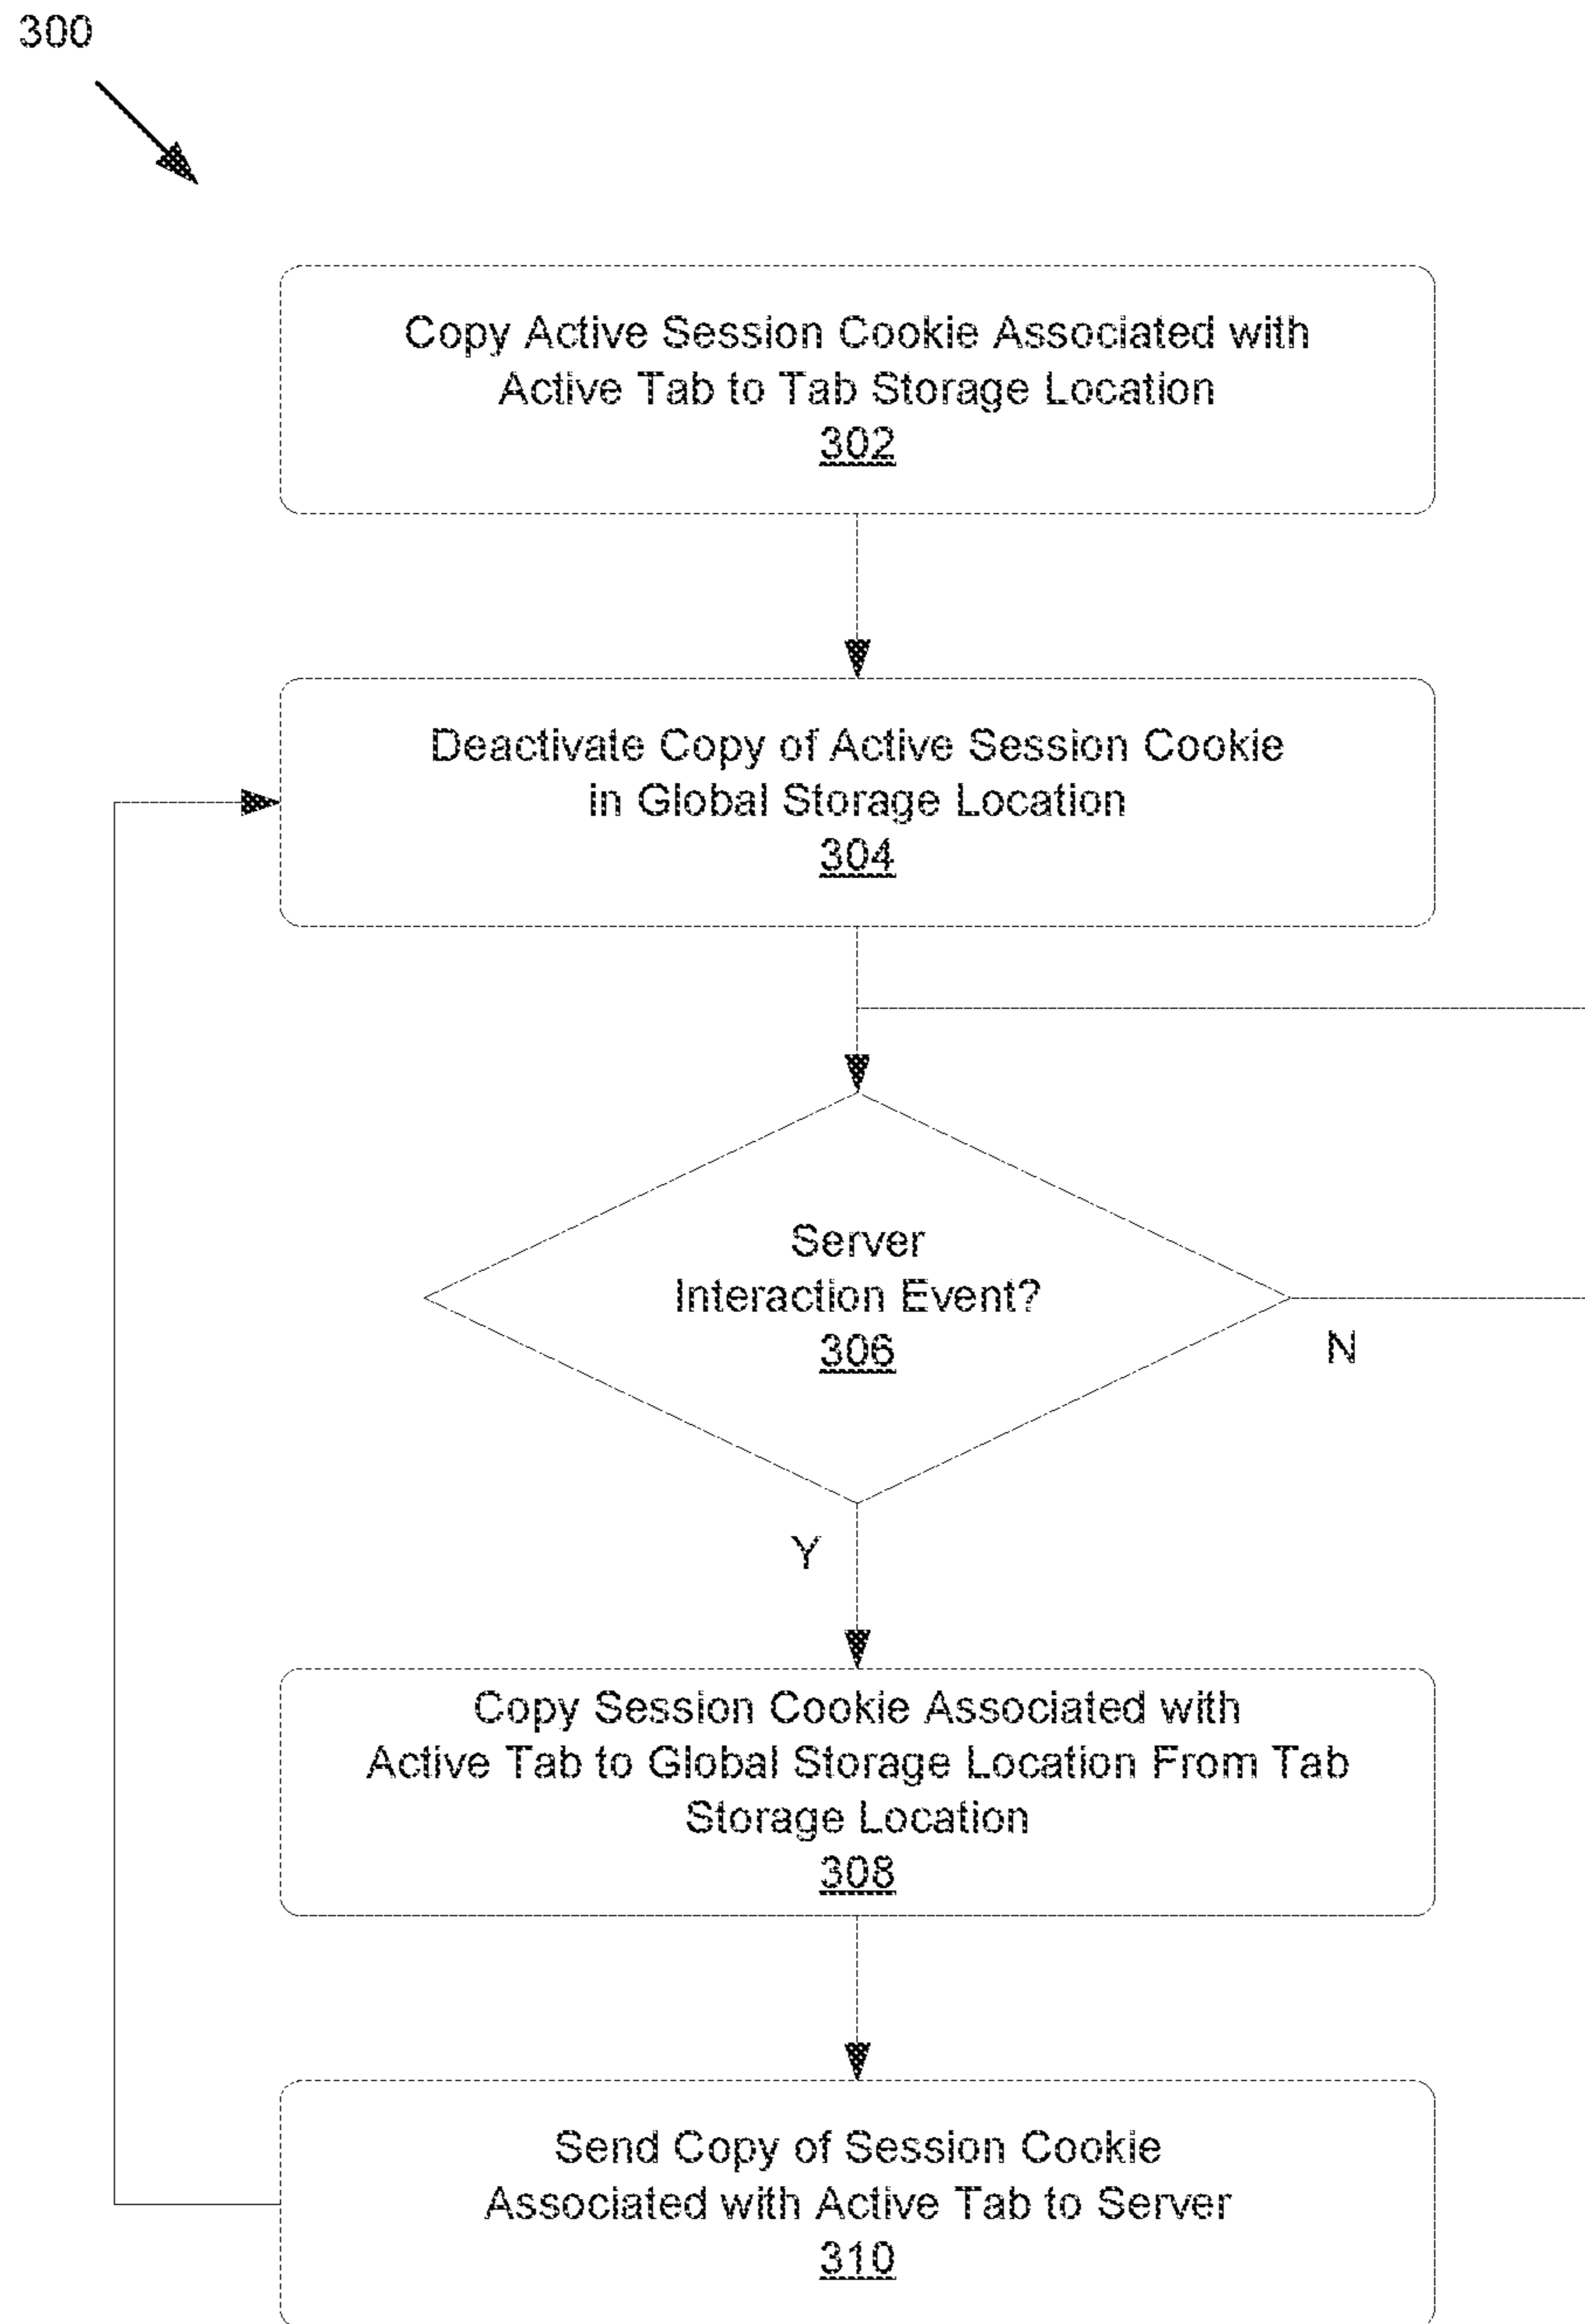 300
Copy Active Session Cookie Associated with
Active Tab to Tab Storage Location
302
Deactivate Copy of Active Session Cookie
in Global Storage Location
304
Server
Interaction Event?
306
N
Y
Copy Session Cookie Associated with
Active Tab to Global Storage Location From Tab
Storage Location
308
Send Copy of Session Cookie
Associated with Active Tab to Server
310